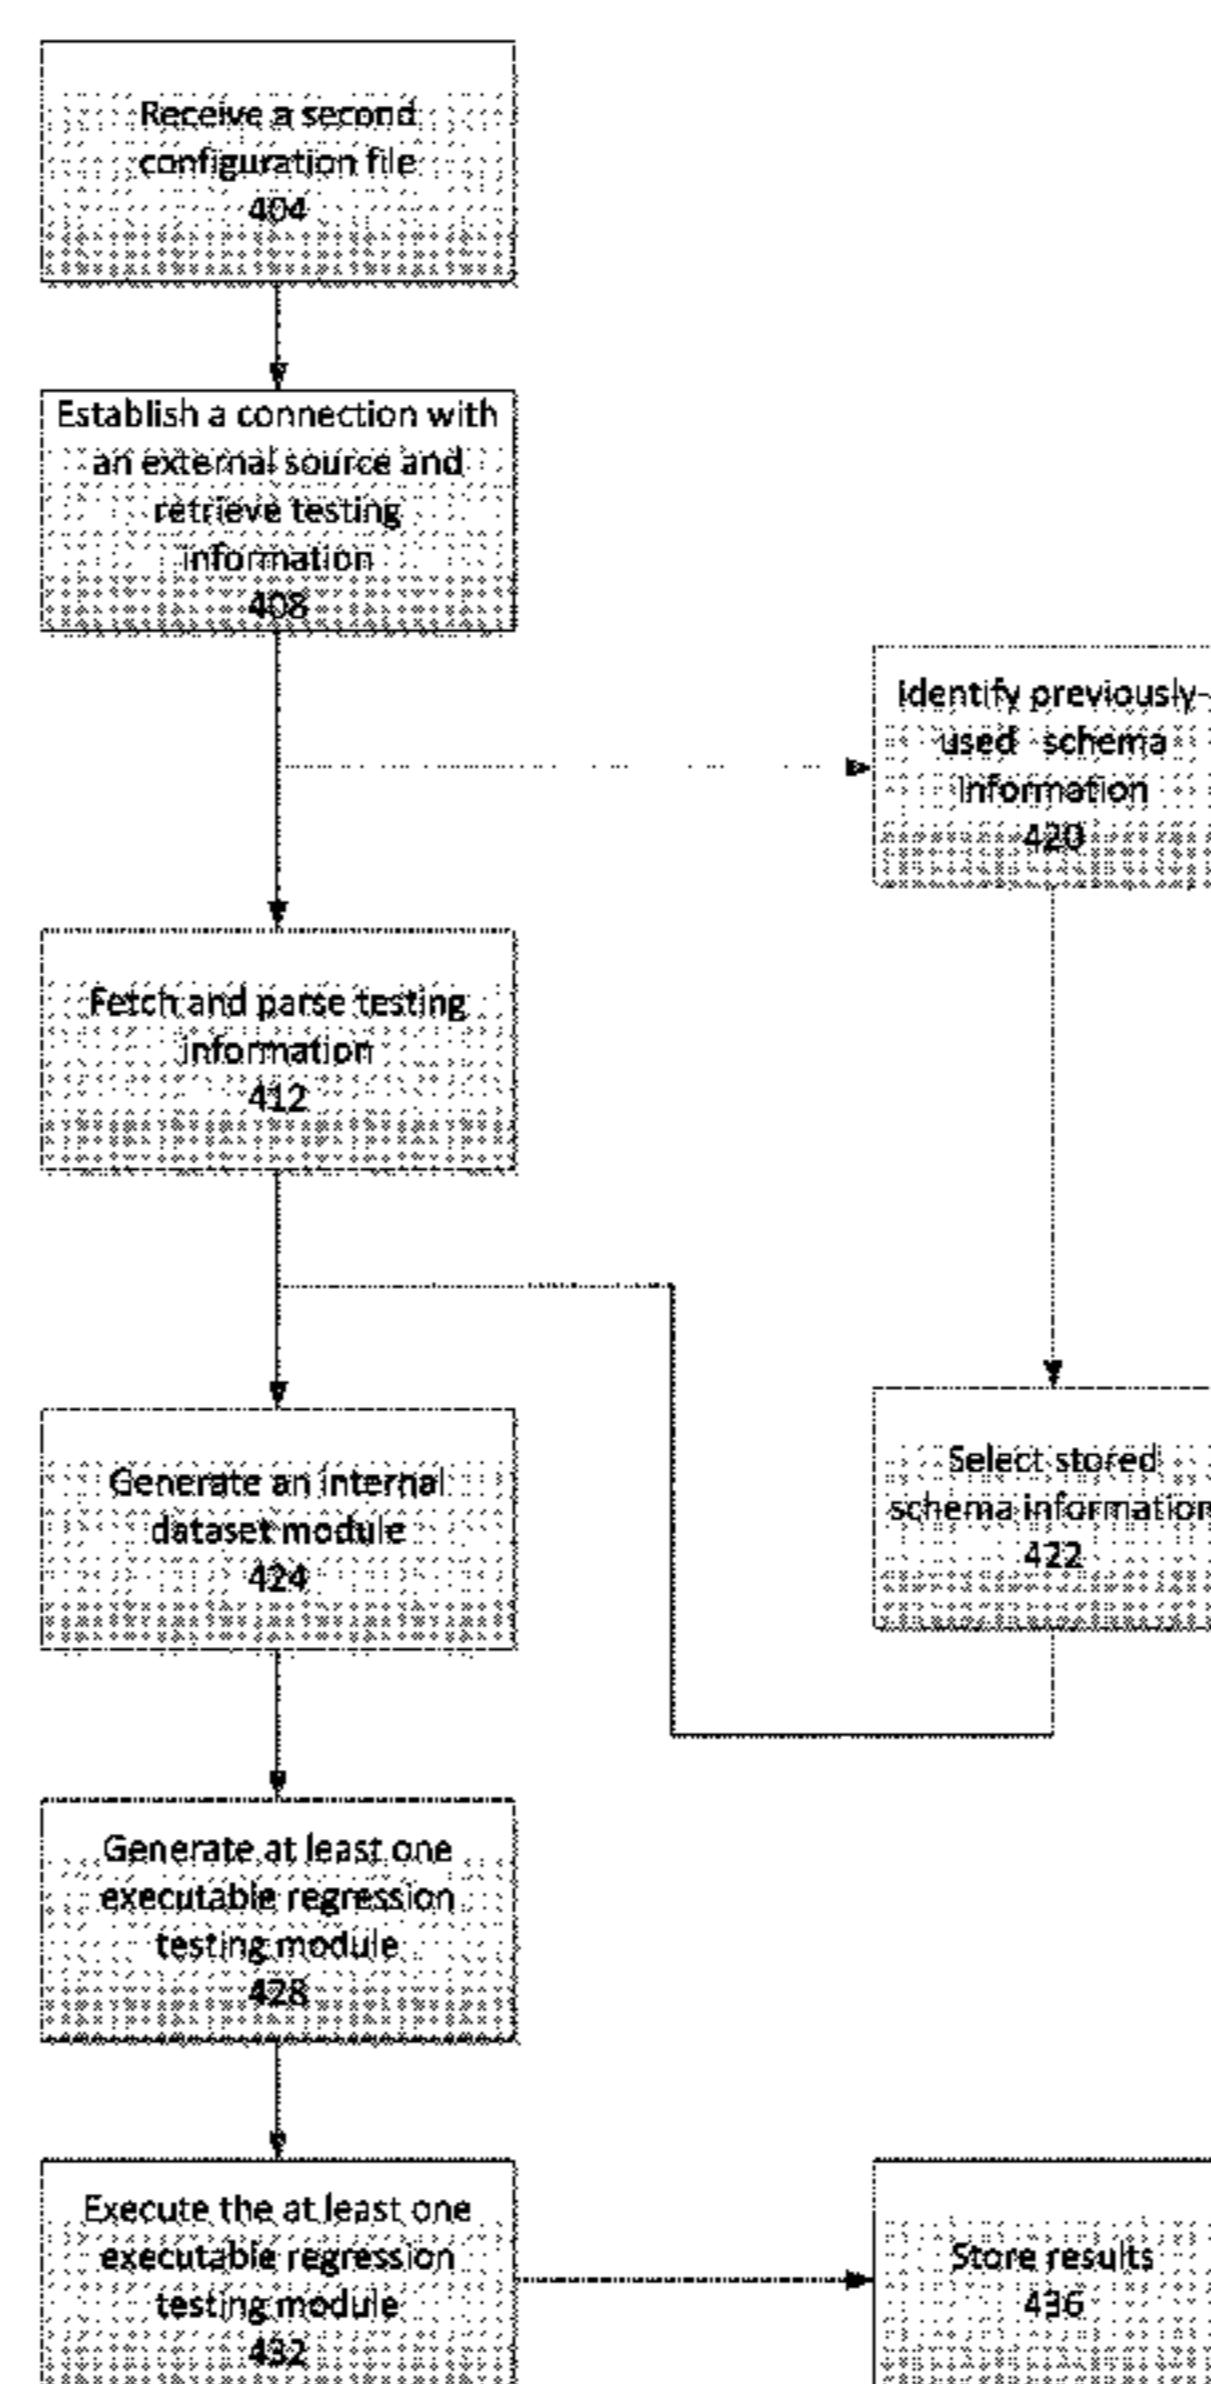 Receive a second
configuration file
404
Establish a connection with
an external source and
retrieve testing
information
408
Identify previously-
used schema
information
420
Fetch and parse testing
information
412
Generate an internal
dataset module
424
Select stored
schema information
422
Generate at least one
executable regression
testing module
428
Execute the at least one
executable regression
testing module
432
Store results
436